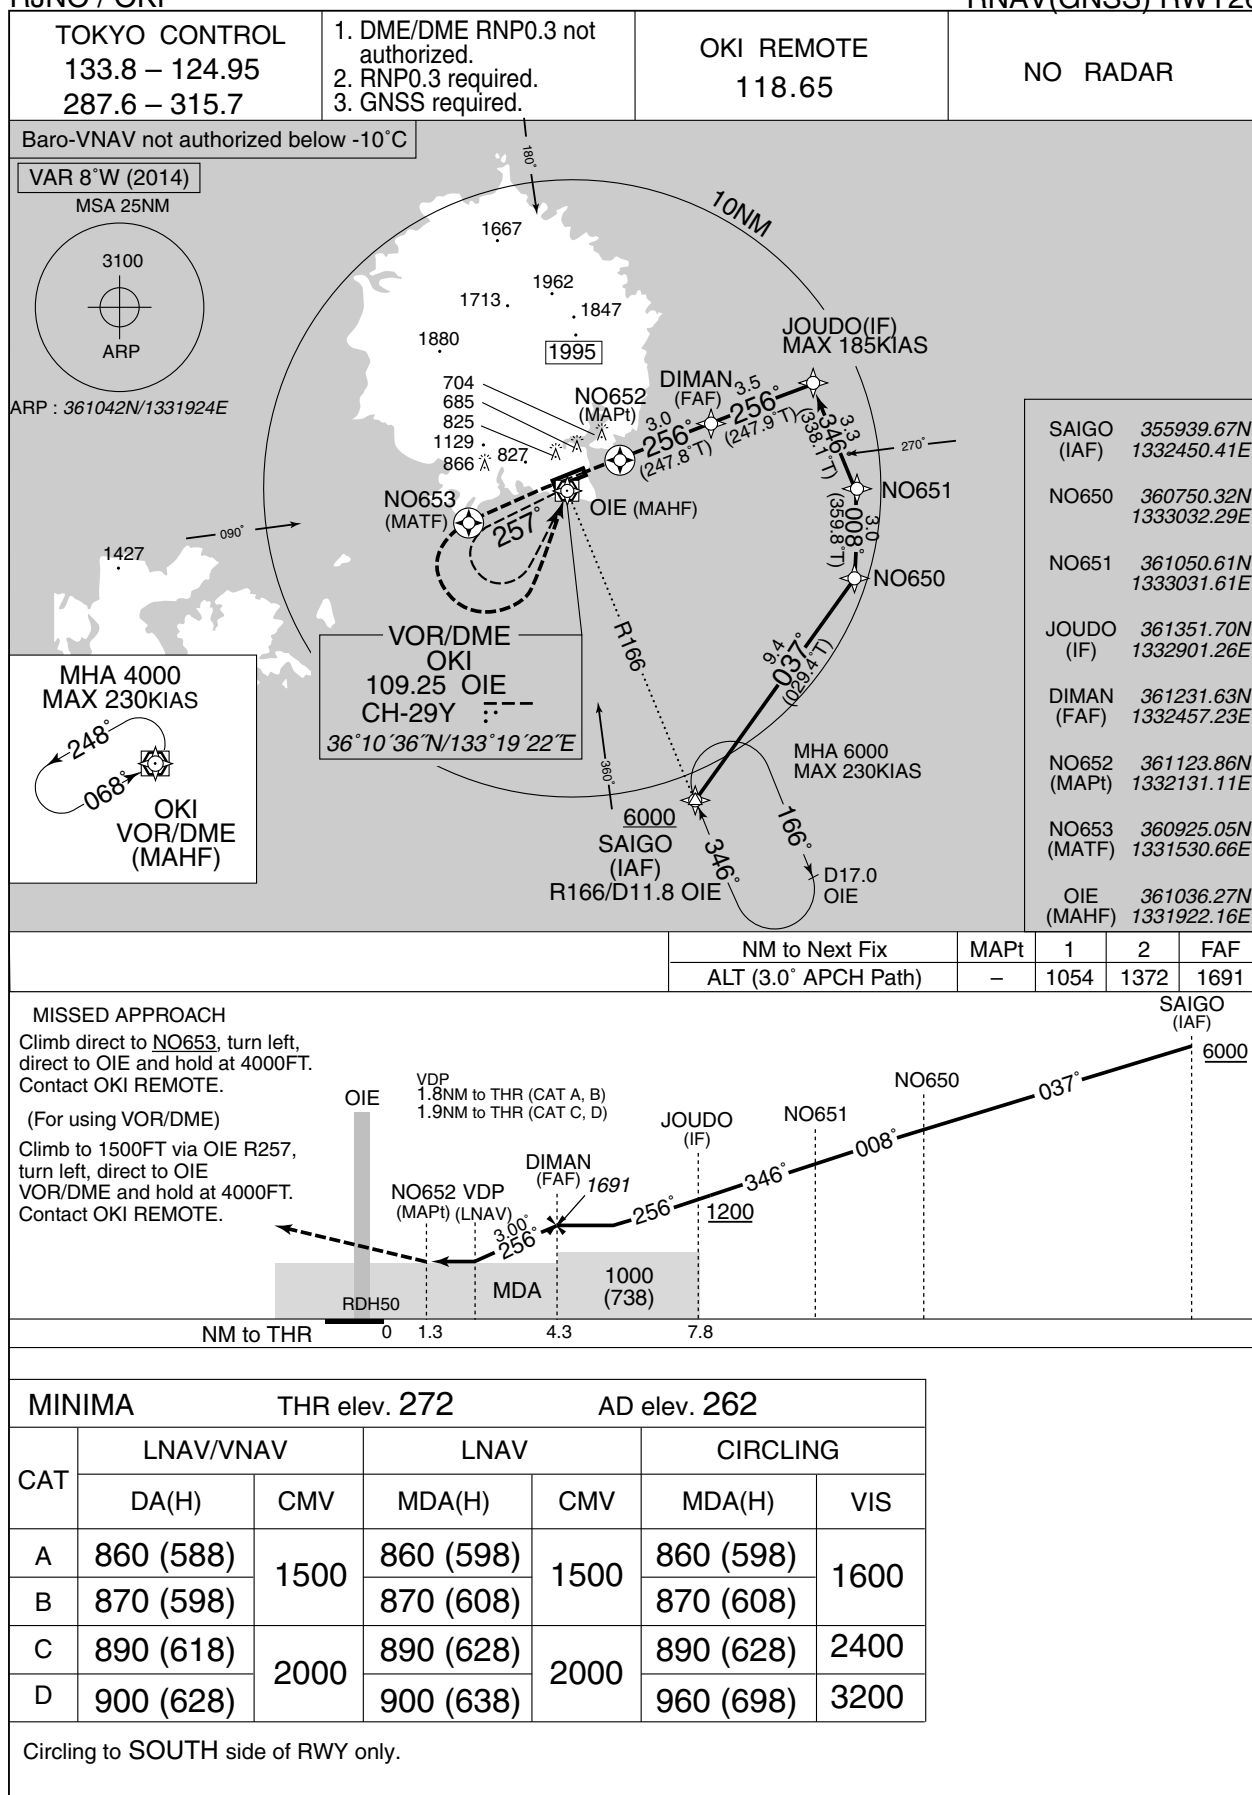 RJNO / OKI
RNAV(GNSS) RWY26
TOKYO CONTROL
133.8 – 124.95
287.6 – 315.7
1. DME/DME RNP0.3 not
authorized.
2. RNP0.3 required.
3. GNSS required.
OKI REMOTE
118.65
NO RADAR
Baro-VNAV not authorized below -10˚C
VAR 8˚W (2014)
MSA 25NM
3100
ARP
ARP : 361042N/1331924E
180˚
10NM
1667
1962
1713
1847
1880
1995
704
685
825
1129
866
827
NO652
(MAPt)
DIMAN
(FAF)
JOUDO(IF)
MAX 185KIAS
3.0
256˚
(247.8˚T)
3.5
256˚
(247.9˚T)
3.3
346˚
(338.1˚T)
270˚
NO651
3.0
008˚
(359.8˚T)
NO650
NO653
(MATF)
257˚
OIE (MAHF)
090˚
1427
R166
9.4
037˚
(029.4˚T)
VOR/DME
OKI
109.25 OIE
CH-29Y
36˚10´36˝N/133˚19´22˝E
360˚
MHA 6000
MAX 230KIAS
6000
SAIGO
(IAF)
R166/D11.8 OIE
346˚
166˚
D17.0
OIE
MHA 4000
MAX 230KIAS
248˚
068˚
OKI
VOR/DME
(MAHF)
SAIGO 355939.67N
(IAF) 1332450.41E
NO650 360750.32N
1333032.29E
NO651 361050.61N
1333031.61E
JOUDO 361351.70N
(IF) 1332901.26E
DIMAN 361231.63N
(FAF) 1332457.23E
NO652 361123.86N
(MAPt) 1332131.11E
NO653 360925.05N
(MATF) 1331530.66E
OIE 361036.27N
(MAHF) 1331922.16E
NM to Next Fix MAPt 1 2 FAF
ALT (3.0˚ APCH Path) – 1054 1372 1691
MISSED APPROACH
Climb direct to NO653, turn left,
direct to OIE and hold at 4000FT.
Contact OKI REMOTE.
(For using VOR/DME)
Climb to 1500FT via OIE R257,
turn left, direct to OIE
VOR/DME and hold at 4000FT.
Contact OKI REMOTE.
OIE
VDP
1.8NM to THR (CAT A, B)
1.9NM to THR (CAT C, D)
NO652
(MAPt)
VDP
(LNAV)
DIMAN
(FAF)
1691
JOUDO
(IF)
NO651
NO650
SAIGO
(IAF)
6000
3.00˚
256˚
256˚
1200
346˚
008˚
037˚
MDA
1000
(738)
RDH50
NM to THR 0 1.3 4.3 7.8
MINIMA THR elev. 272 AD elev. 262
CAT LNAV/VNAV LNAV CIRCLING
DA(H) CMV MDA(H) CMV MDA(H) VIS
A 860 (588) 1500 860 (598) 1500 860 (598) 1600
B 870 (598) 870 (608) 870 (608)
C 890 (618) 2000 890 (628) 2000 890 (628) 2400
D 900 (628) 900 (638) 960 (698) 3200
Circling to SOUTH side of RWY only.